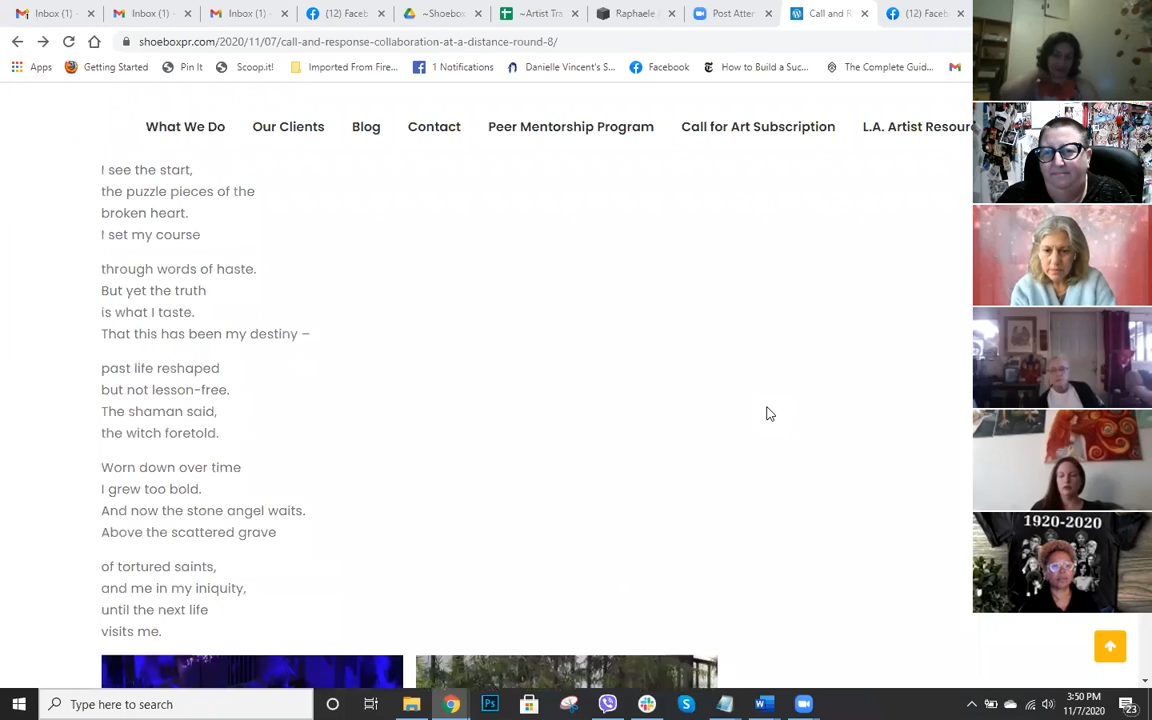 Inbox (1) -
Inbox (1) -
Inbox (1) -
(12) Faceb
~Shoebox
~Artist Tra
Raphaele
Post Atten
Call and R
(12) Faceb
shoeboxpr.com/2020/11/07/call-and-response-collaboration-at-a-distance-round-8/
Apps
Getting Started
Pin It
Scoop.it!
Imported From Fire...
1 Notifications
Danielle Vincent's S...
Facebook
How to Build a Suc...
The Complete Guid...
What We Do
Our Clients
Blog
Contact
Peer Mentorship Program
Call for Art Subscription
L.A. Artist Resour
I see the start,
the puzzle pieces of the
broken heart.
I set my course
through words of haste.
But yet the truth
is what I taste.
That this has been my destiny –
past life reshaped
but not lesson-free.
The shaman said,
the witch foretold.
Worn down over time
I grew too bold.
And now the stone angel waits.
Above the scattered grave
of tortured saints,
and me in my iniquity,
until the next life
visits me.
1920-2020
Type here to search
Ps
3:50 PM
11/7/2020
23